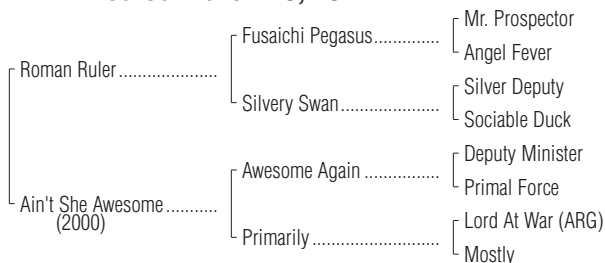 Roman Ruler
Ain't She Awesome
(2000)
Fusaichi Pegasus
Silvery Swan
Awesome Again
Primarily
Mr. Prospector
Angel Fever
Silver Deputy
Sociable Duck
Deputy Minister
Primal Force
Lord At War (ARG)
Mostly